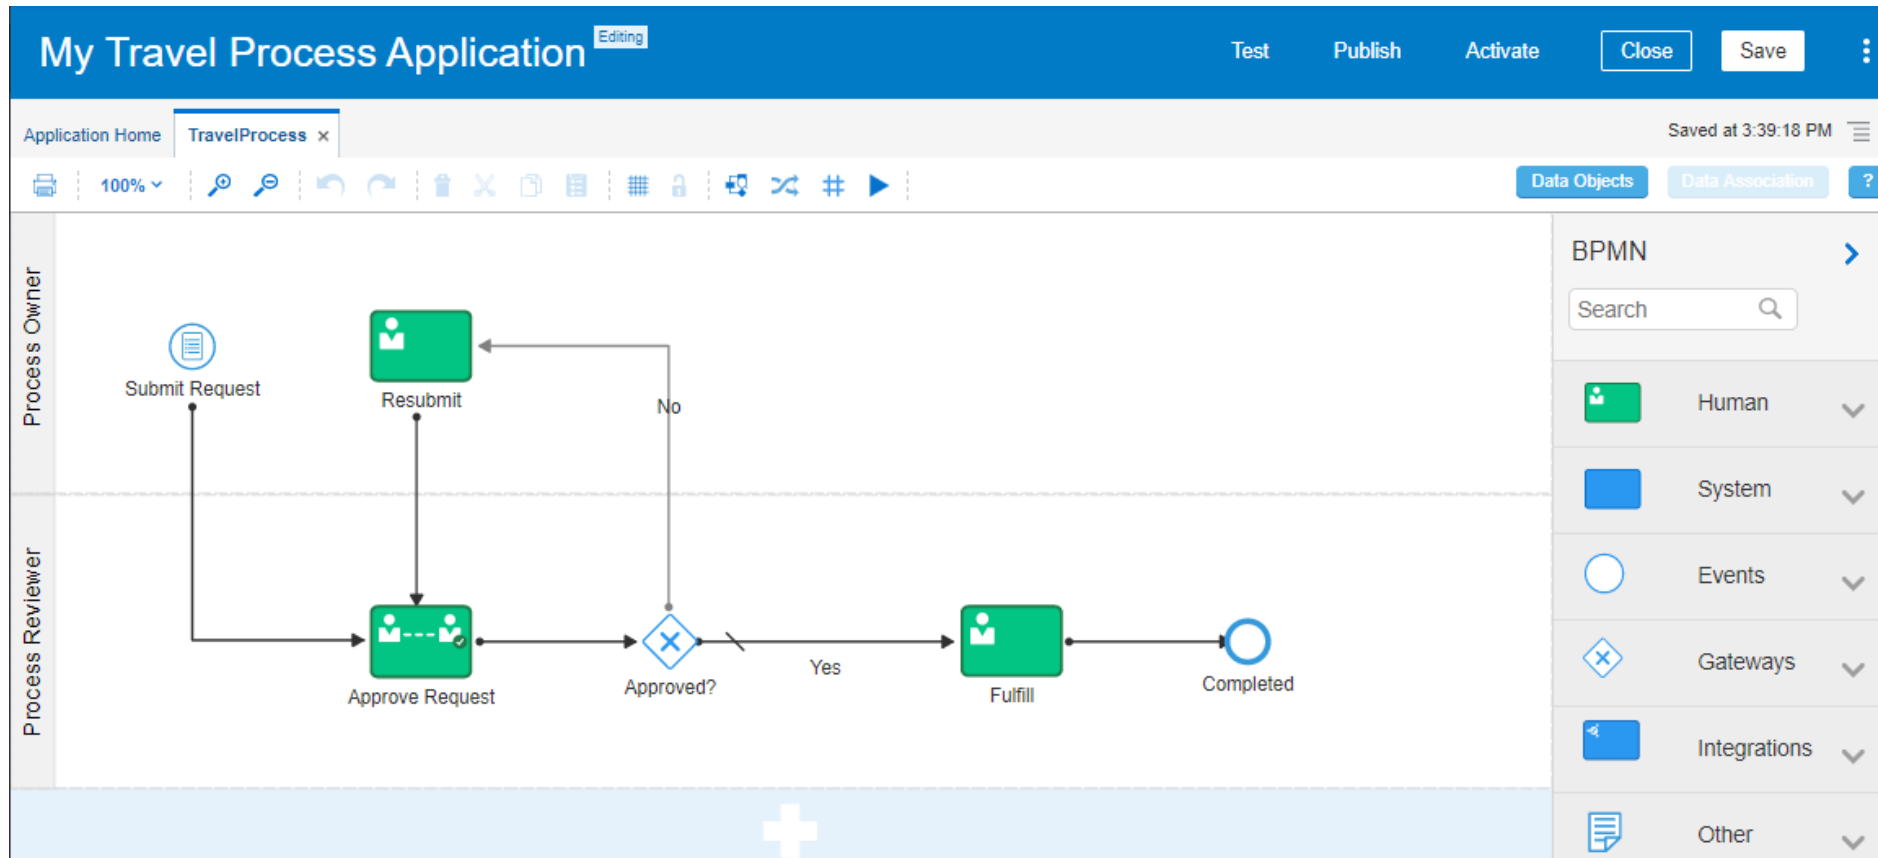 My Travel Process Application
Editing
Test
Publish
Activate
Close
Save
Application Home
TravelProcess ×
Saved at 3:39:18 PM
100%
Data Objects
Data Association
?
Process Owner
Submit Request
Resubmit
No
Process Reviewer
Approve Request
Approved?
Yes
Fulfill
Completed
BPMN
Search
Human
System
Events
Gateways
Integrations
Other